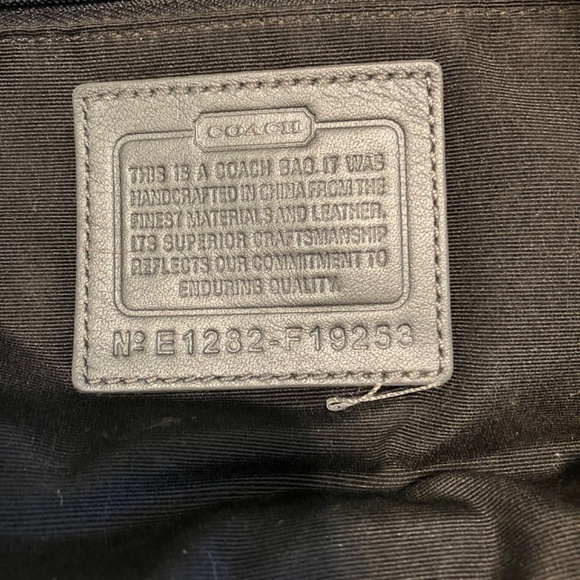 COACH
THIS IS A COACH BAG. IT WAS
HANDCRAFTED IN CHINA FROM THE
FINEST MATERIALS AND LEATHER.
ITS SUPERIOR CRAFTSMANSHIP
REFLECTS OUR COMMITMENT TO
ENDURING QUALITY.
Nº E1282-F19253